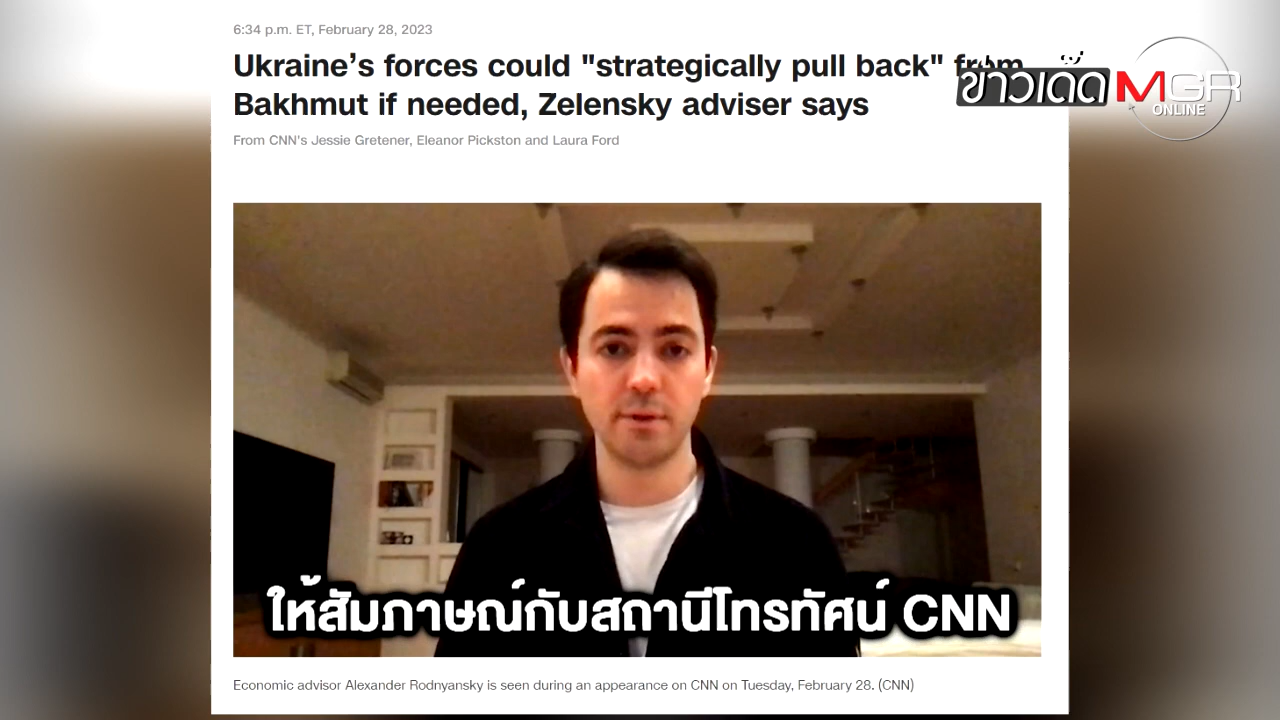 6:34 p.m. ET, February 28, 2023
Ukraine's forces could "strategically pull back" from
Bakhmut if needed, Zelensky adviser says
From CNN's Jessie Gretener, Eleanor Pickston and Laura Ford
ข่าวเด็ด
MGR
ONLINE
ให้สัมภาษณ์กับสถานีโทรทัศน์ CNN
Economic advisor Alexander Rodnyansky is seen during an appearance on CNN on Tuesday, February 28. (CNN)